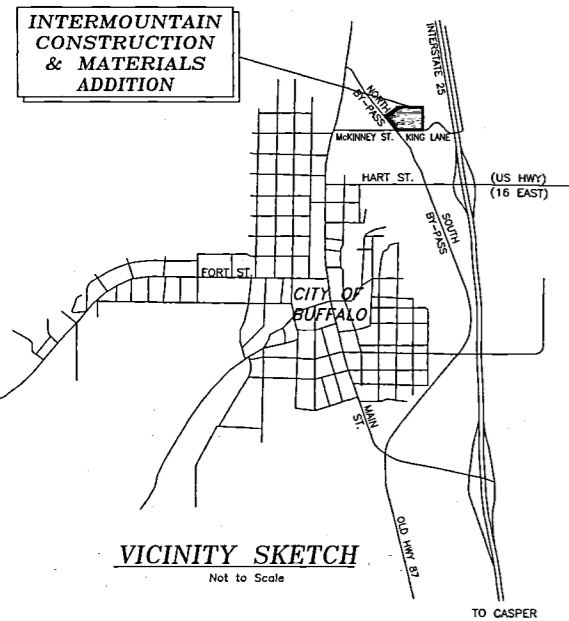 INTERMOUNTAIN
CONSTRUCTION
& MATERIALS
ADDITION
INTERSTATE 25
NORTH
BY-PASS
McKINNEY ST.
KING LANE
HART ST.
(US HWY)
(16 EAST)
SOUTH
BY-PASS
FORT ST.
CITY OF
BUFFALO
MAIN
ST.
OLD HWY 87
VICINITY SKETCH
Not to Scale
TO CASPER